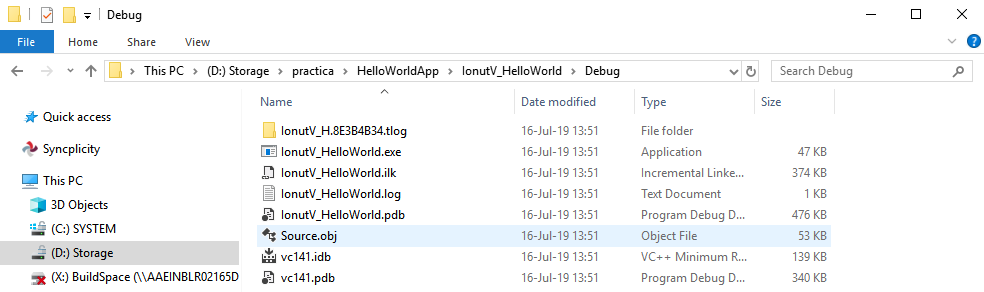 Debug
File Home Share View
This PC (D:) Storage practica HelloWorldApp IonutV_HelloWorld Debug Search Debug
Name Date modified Type Size
Quick access
Syncplicity
This PC
3D Objects
(C:) SYSTEM
(D:) Storage
(X:) BuildSpace (\\AAEINBLR02165D
IonutV_H.8E3B4B34.tlog 16-Jul-19 13:51 File folder
IonutV_HelloWorld.exe 16-Jul-19 13:51 Application 47 KB
IonutV_HelloWorld.ilk 16-Jul-19 13:51 Incremental Linke... 374 KB
IonutV_HelloWorld.log 16-Jul-19 13:51 Text Document 1 KB
IonutV_HelloWorld.pdb 16-Jul-19 13:51 Program Debug D... 476 KB
Source.obj 16-Jul-19 13:51 Object File 53 KB
vc141.idb 16-Jul-19 13:51 VC++ Minimum R... 139 KB
vc141.pdb 16-Jul-19 13:51 Program Debug D... 340 KB